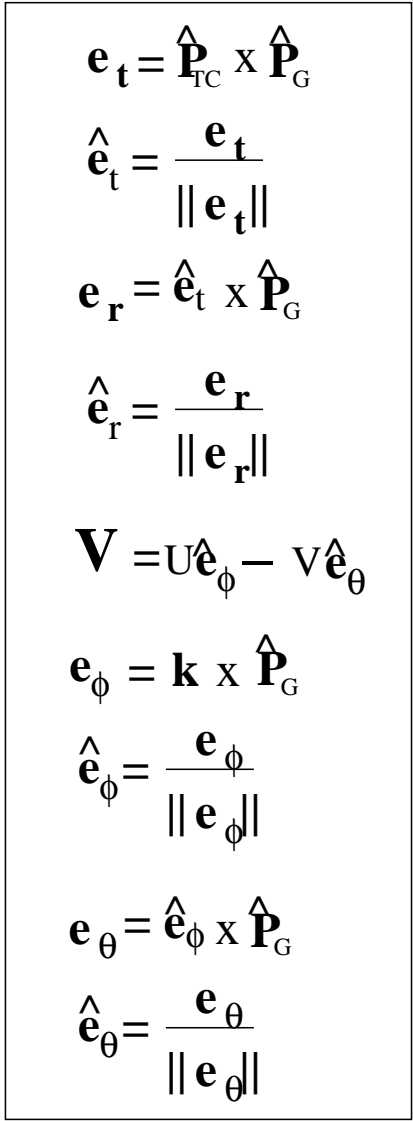 e_t = P̂_TC x P̂_G
ê_t = e_t / ||e_t||
e_r = ê_t x P̂_G
ê_r = e_r / ||e_r||
V = Uê_ϕ − Vê_θ
e_ϕ = k x P̂_G
ê_ϕ = e_ϕ / ||e_ϕ||
e_θ = ê_ϕ x P̂_G
ê_θ = e_θ / ||e_θ||